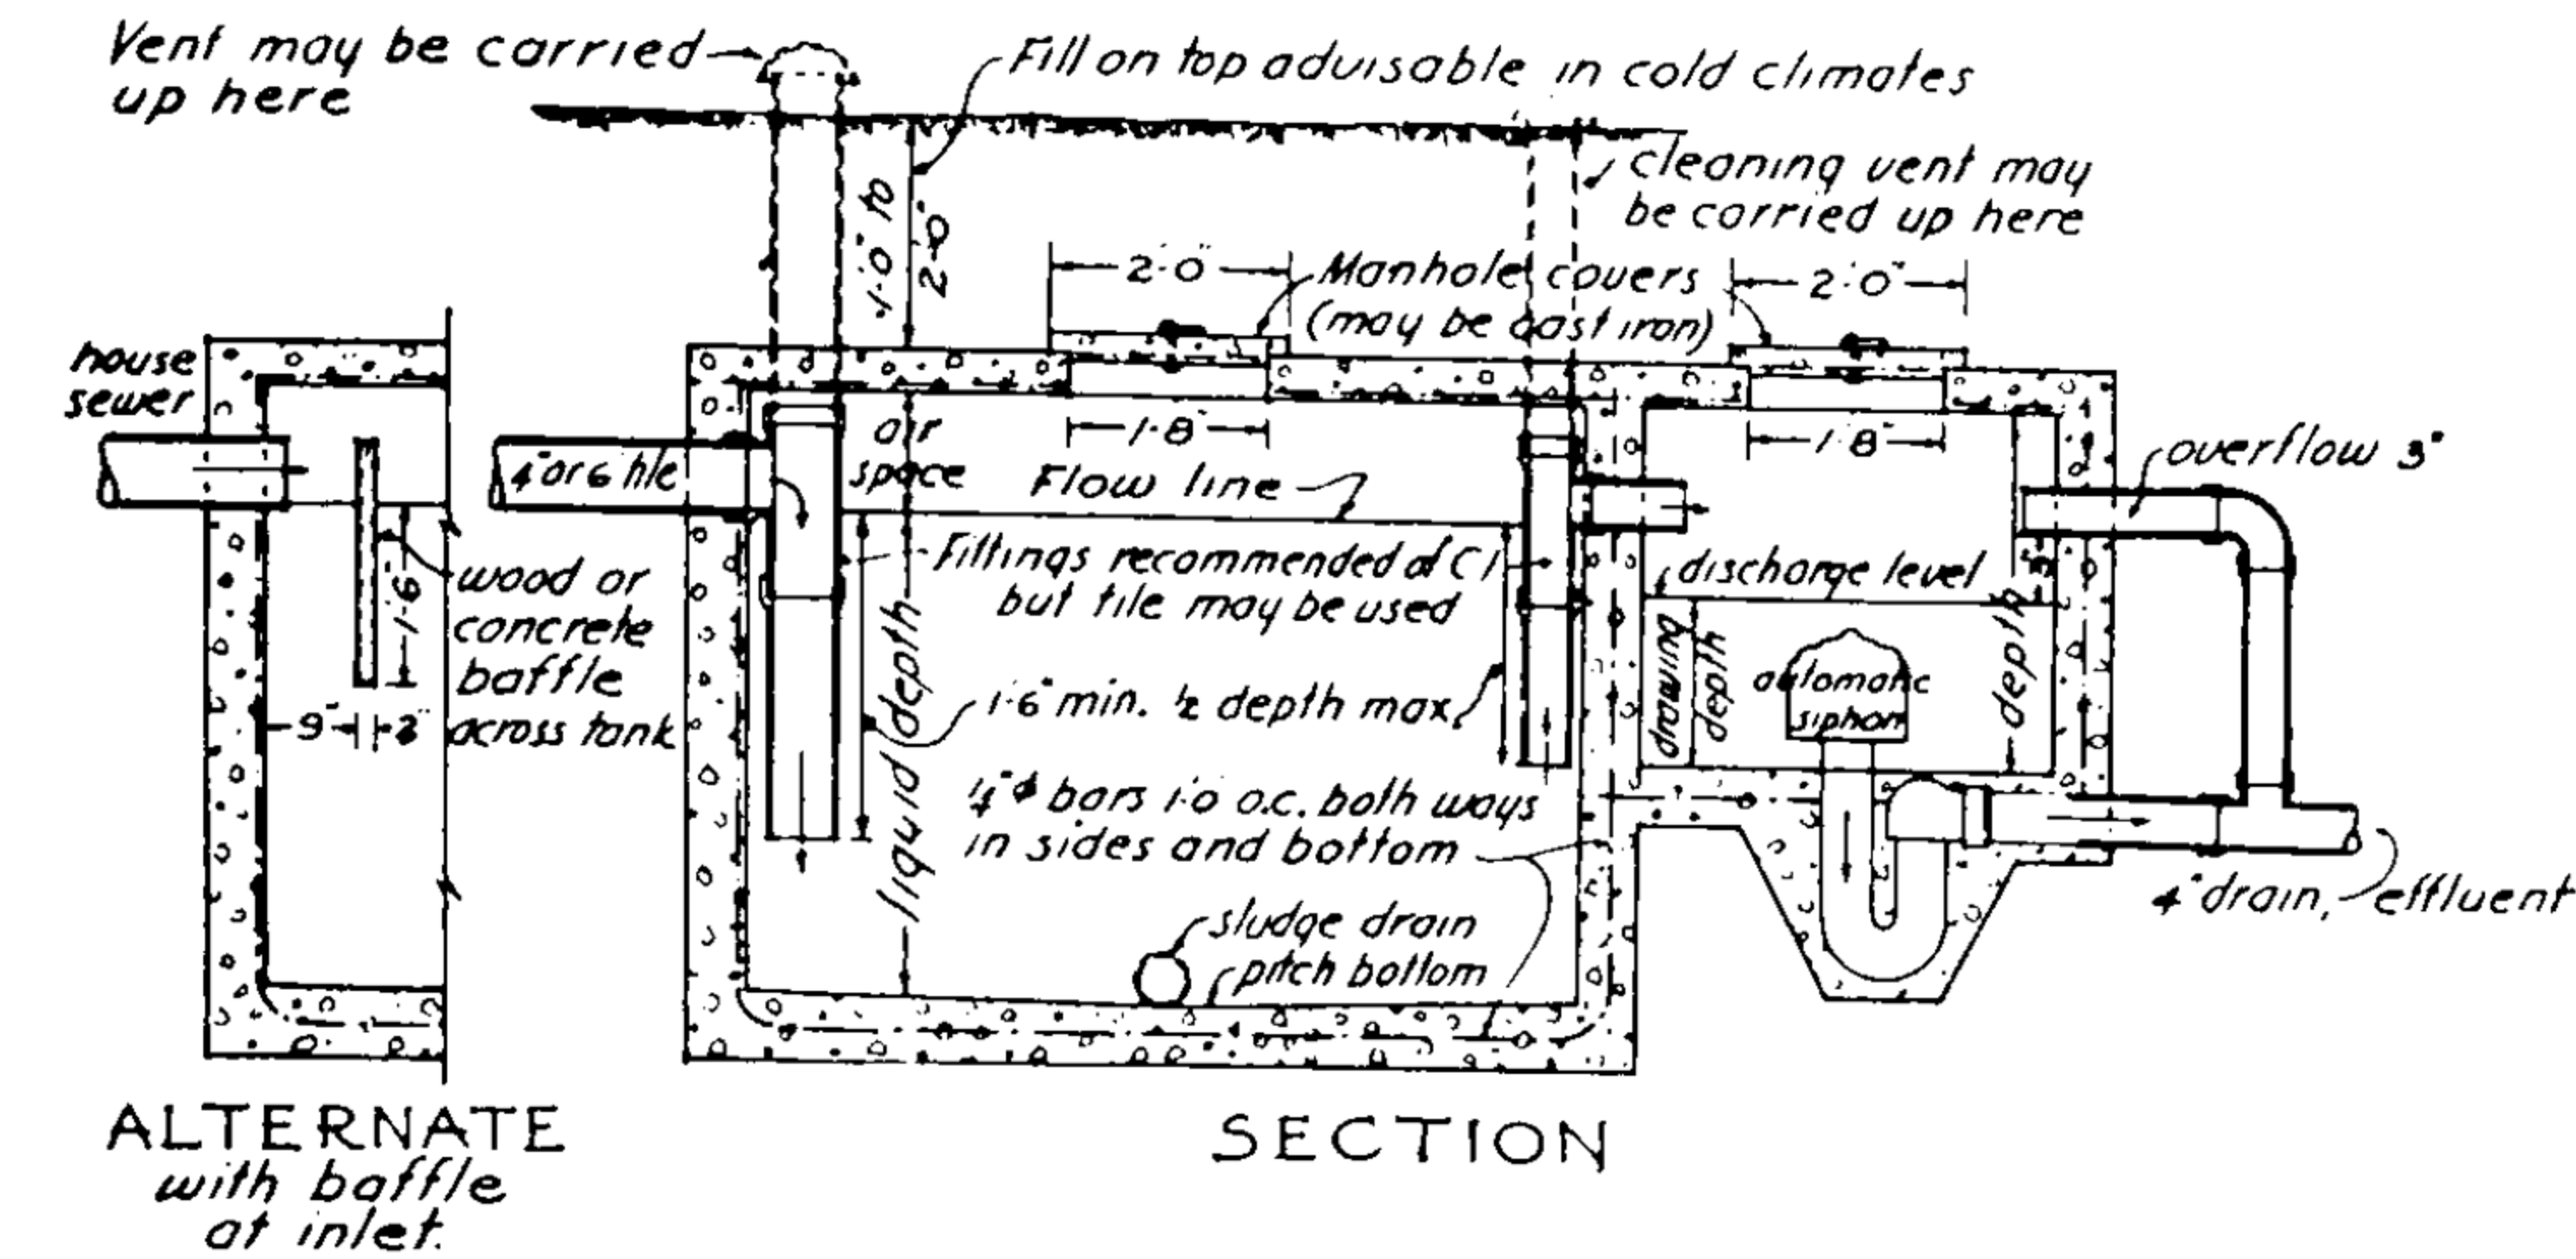 Vent may be carried
up here
Fill on top advisable in cold climates
cleaning vent may
be carried up here
1'-0" to
2'-0"
2'-0"
Manhole covers
(may be cast iron)
2'-0"
house
sewer
4" or 6 tile
air
space
1'-8"
Flow line
1'-8"
overflow 3"
wood or
concrete
baffle
across tank
1'-6"
9"
Fittings recommended of C I
but tile may be used
discharge level
liquid depth
1'-6" min. ½ depth max.
drawing
depth
automatic
siphon
depth
¼" ϕ bars 1'-0 o.c. both ways
in sides and bottom
sludge drain
pitch bottom
4" drain, effluent
ALTERNATE
with baffle
at inlet.
SECTION